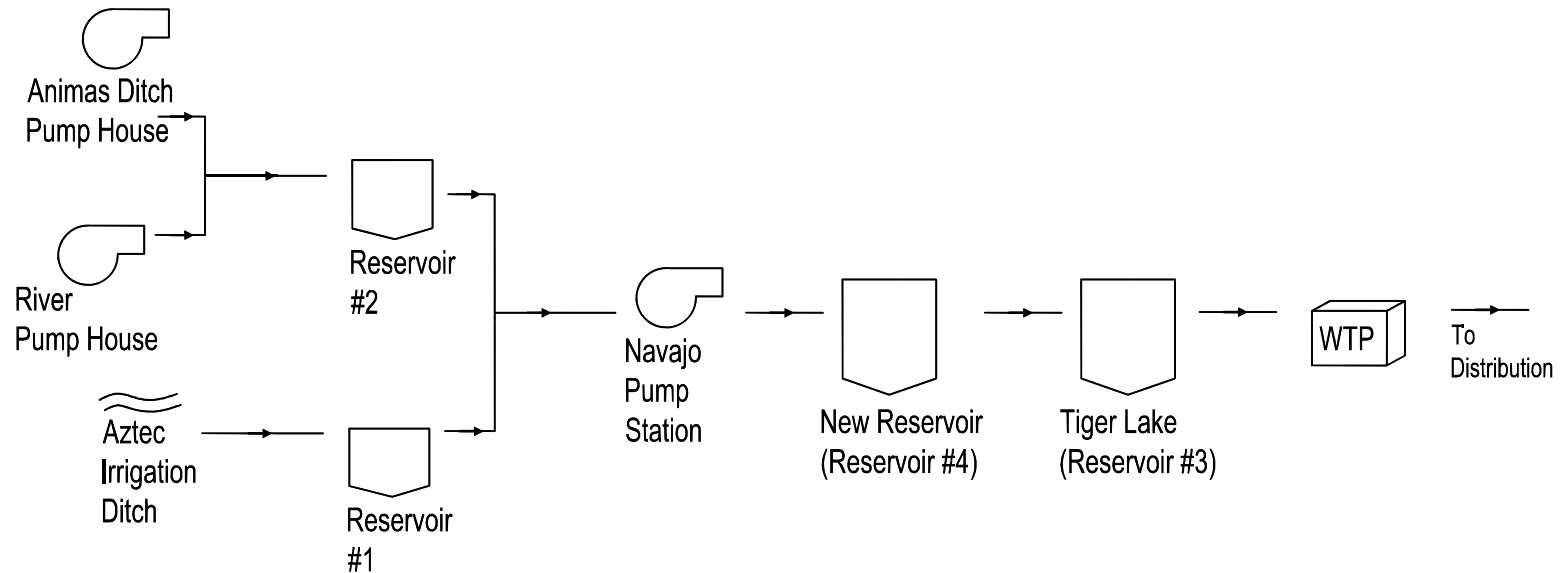 Animas Ditch
Pump House
River
Pump House
Reservoir
#2
Aztec
Irrigation
Ditch
Reservoir
#1
Navajo
Pump
Station
New Reservoir
(Reservoir #4)
Tiger Lake
(Reservoir #3)
WTP
To
Distribution